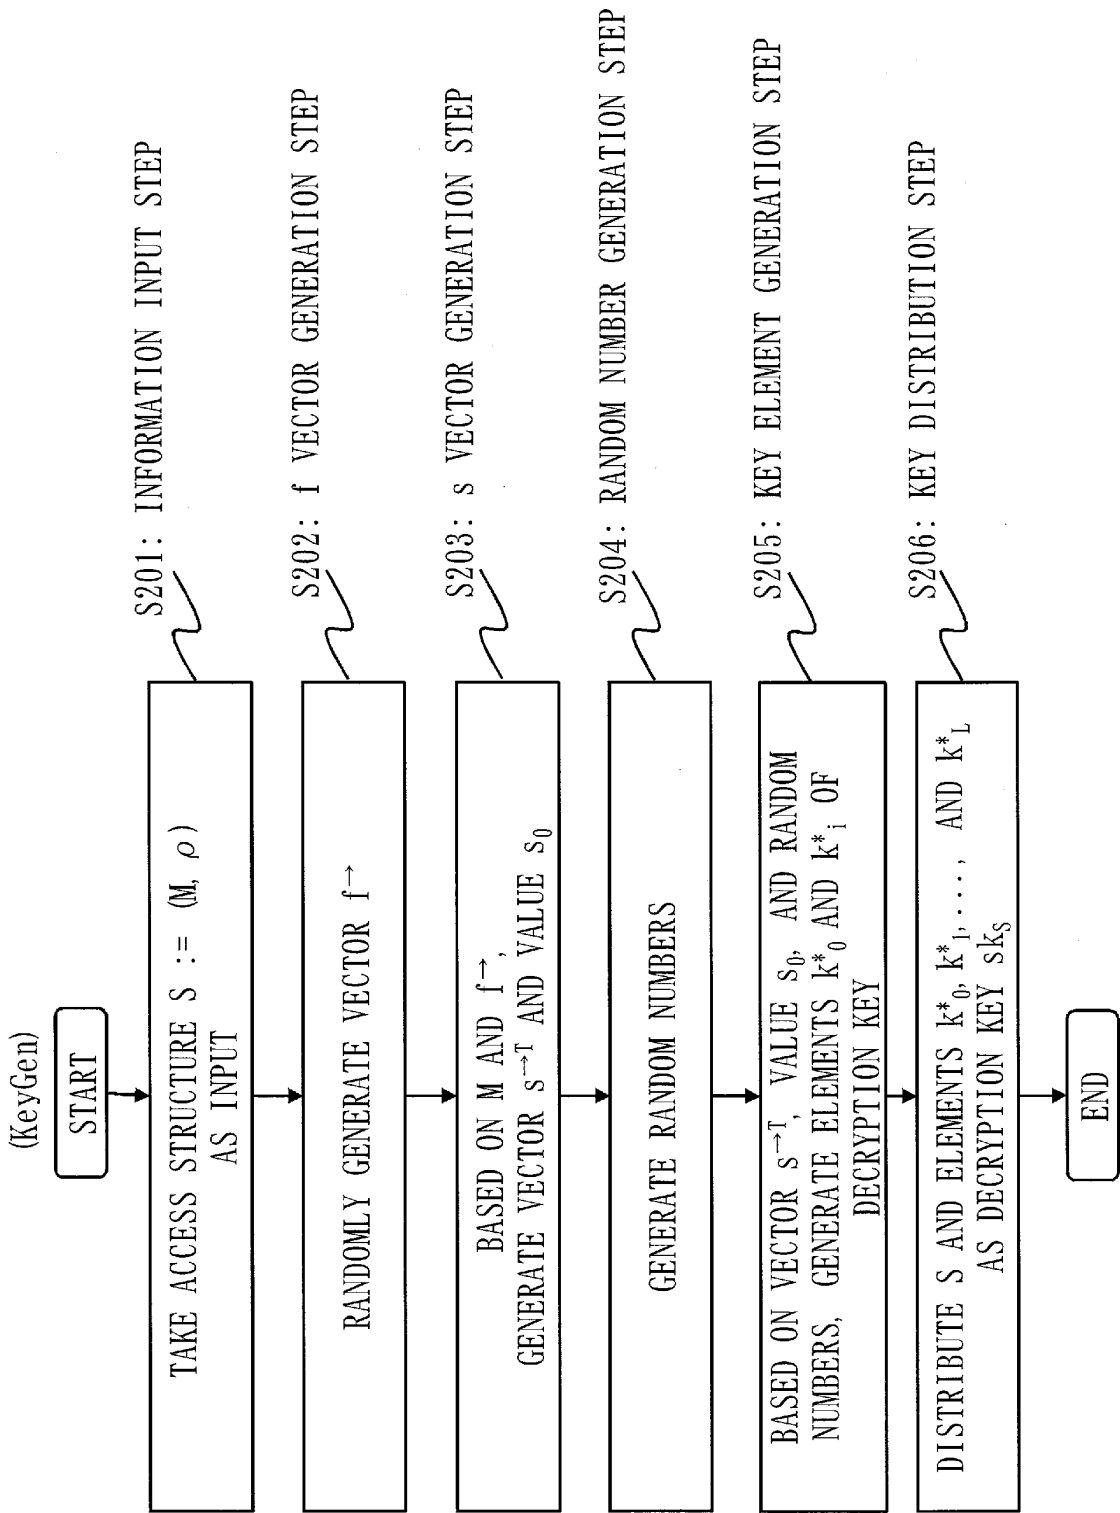 (KeyGen)
START
S201: INFORMATION INPUT STEP
TAKE ACCESS STRUCTURE S := (M, ρ)
AS INPUT
S202: f VECTOR GENERATION STEP
RANDOMLY GENERATE VECTOR f→
S203: s VECTOR GENERATION STEP
BASED ON M AND f→,
GENERATE VECTOR s→T AND VALUE s0
S204: RANDOM NUMBER GENERATION STEP
GENERATE RANDOM NUMBERS
S205: KEY ELEMENT GENERATION STEP
BASED ON VECTOR s→T, VALUE s0, AND RANDOM
NUMBERS, GENERATE ELEMENTS k*0 AND k*i OF
DECRYPTION KEY
S206: KEY DISTRIBUTION STEP
DISTRIBUTE S AND ELEMENTS k*0, k*1,..., AND k*L
AS DECRYPTION KEY skS
END